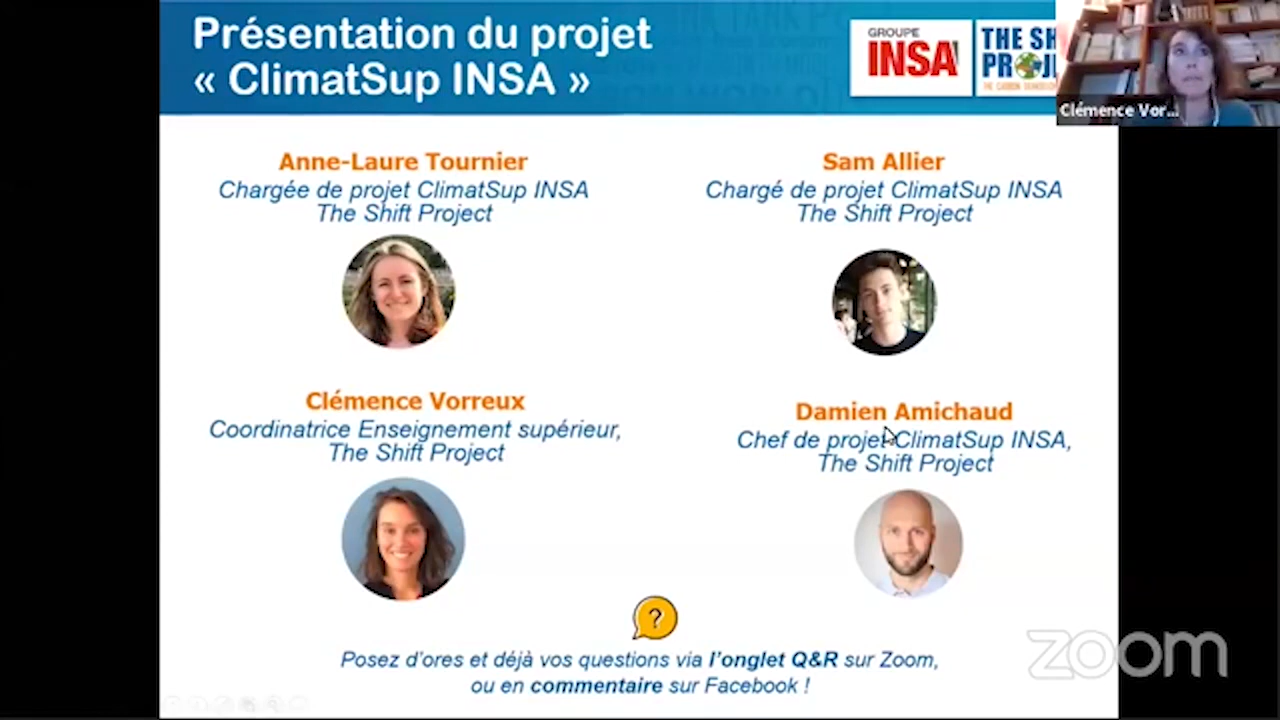 Présentation du projet
« ClimatSup INSA »
GROUPE
INSA
THE SH
PROJ
Clémence Vor...
Anne-Laure Tournier
Chargée de projet ClimatSup INSA
The Shift Project
Sam Allier
Chargé de projet ClimatSup INSA
The Shift Project
Clémence Vorreux
Coordinatrice Enseignement supérieur,
The Shift Project
Damien Amichaud
Chef de projet ClimatSup INSA,
The Shift Project
?
Posez d'ores et déjà vos questions via l'onglet Q&R sur Zoom,
ou en commentaire sur Facebook !
zoom